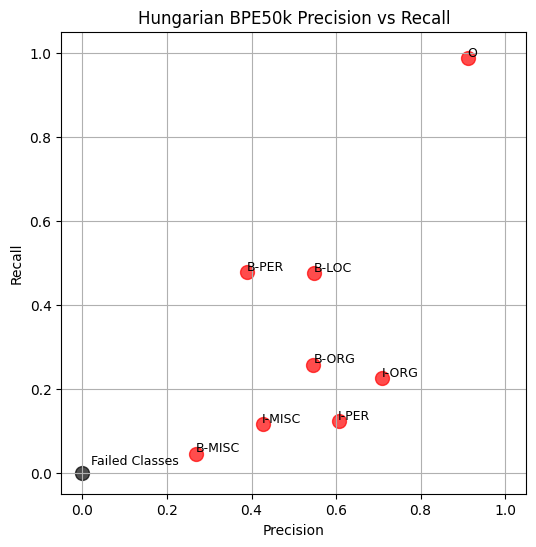 Hungarian BPE50k Precision vs Recall
1.0
O
0.8
0.6
B-PER
B-LOC
Recall
0.4
B-ORG
I-ORG
0.2
I-MISC
I-PER
B-MISC
Failed Classes
0.0
0.0 0.2 0.4 0.6 0.8 1.0
Precision